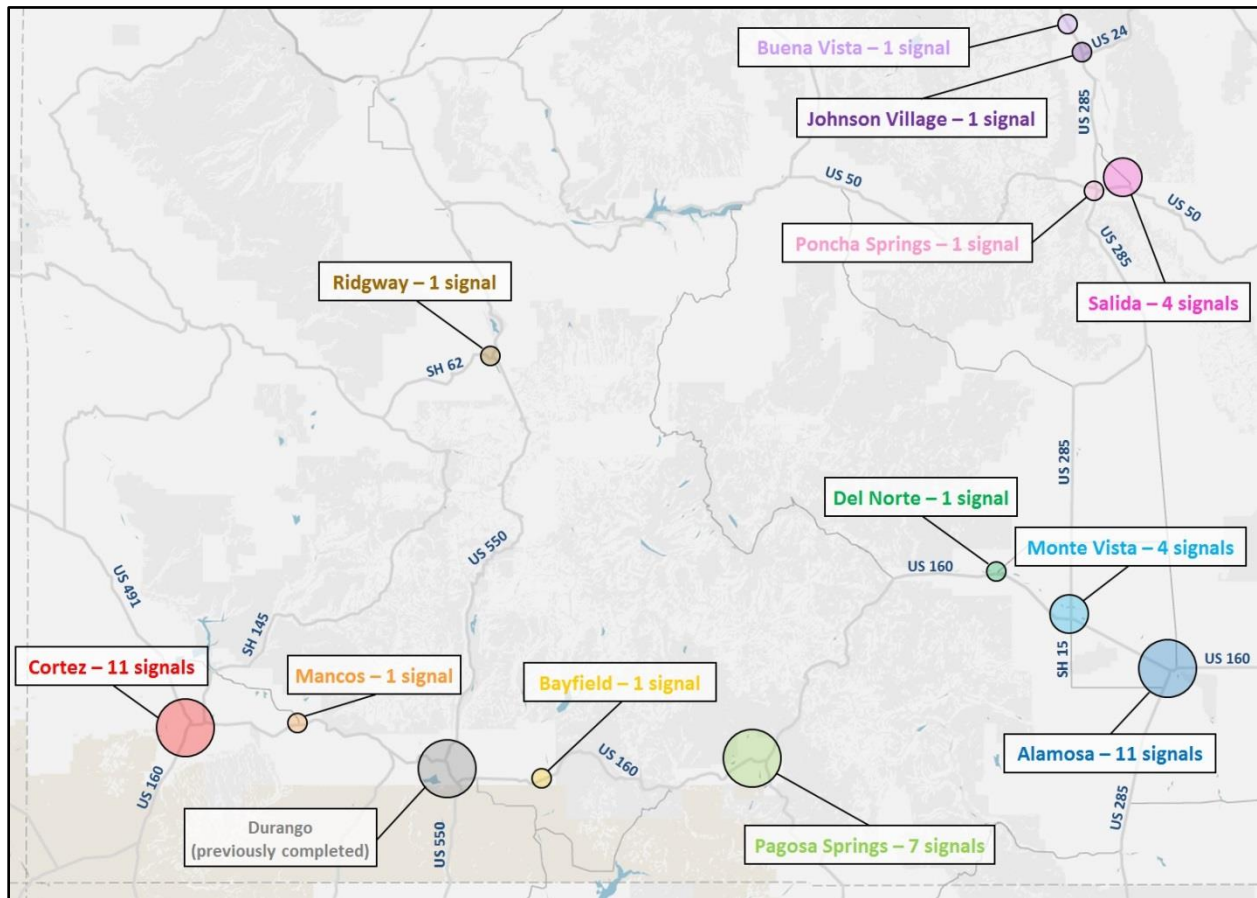 Buena Vista – 1 signal
US 24
Johnson Village – 1 signal
US 285
US 50
US 50
Poncha Springs – 1 signal
US 285
Salida – 4 signals
Ridgway – 1 signal
SH 62
US 285
Del Norte – 1 signal
Monte Vista – 4 signals
US 550
US 160
US 491
SH 145
SH 15
US 160
Cortez – 11 signals
Mancos – 1 signal
Bayfield – 1 signal
Alamosa – 11 signals
US 160
US 160
US 285
Durango
(previously completed)
US 550
Pagosa Springs – 7 signals